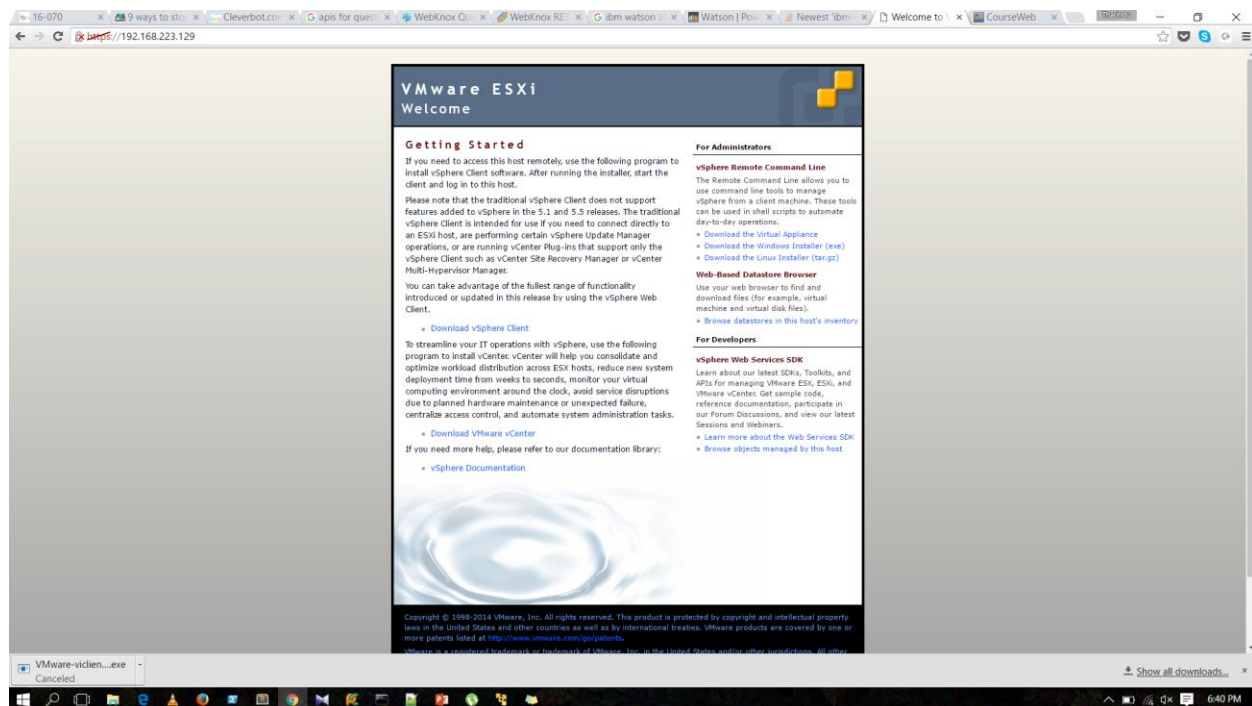 16-070
9 ways to sto
Cleverbot.com
apis for quest
WebKnox Qu
WebKnox RES
ibm watson a
Watson | Pow
Newest 'ibm
Welcome to V
CourseWeb
https://192.168.223.129
VMware ESXi
Welcome
Getting Started
If you need to access this host remotely, use the following program to
install vSphere Client software. After running the installer, start the
client and log in to this host.
Please note that the traditional vSphere Client does not support
features added to vSphere in the 5.1 and 5.5 releases. The traditional
vSphere Client is intended for use if you need to connect directly to
an ESXi host, are performing certain vSphere Update Manager
operations, or are running vCenter Plug-ins that support only the
vSphere Client such as vCenter Site Recovery Manager or vCenter
Multi-Hypervisor Manager.
You can take advantage of the fullest range of functionality
introduced or updated in this release by using the vSphere Web
Client.
Download vSphere Client
To streamline your IT operations with vSphere, use the following
program to install vCenter. vCenter will help you consolidate and
optimize workload distribution across ESX hosts, reduce new system
deployment time from weeks to seconds, monitor your virtual
computing environment around the clock, avoid service disruptions
due to planned hardware maintenance or unexpected failure,
centralize access control, and automate system administration tasks.
Download VMware vCenter
If you need more help, please refer to our documentation library:
vSphere Documentation
For Administrators
vSphere Remote Command Line
The Remote Command Line allows you to
use command line tools to manage
vSphere from a client machine. These tools
can be used in shell scripts to automate
day-to-day operations.
Download the Virtual Appliance
Download the Windows Installer (exe)
Download the Linux Installer (tar.gz)
Web-Based Datastore Browser
Use your web browser to find and
download files (for example, virtual
machine and virtual disk files).
Browse datastores in this host's inventory
For Developers
vSphere Web Services SDK
Learn about our latest SDKs, Toolkits, and
APIs for managing VMware ESX, ESXi, and
VMware vCenter. Get sample code,
reference documentation, participate in
our Forum Discussions, and view our latest
Sessions and Webinars.
Learn more about the Web Services SDK
Browse objects managed by this host
Copyright © 1998-2014 VMware, Inc. All rights reserved. This product is protected by copyright and intellectual property
laws in the United States and other countries as well as by international treaties. VMware products are covered by one or
more patents listed at http://www.vmware.com/go/patents.
VMware is a registered trademark or trademark of VMware, Inc. in the United States and/or other jurisdictions. All other
VMware-viclien....exe
Canceled
Show all downloads...
6:40 PM